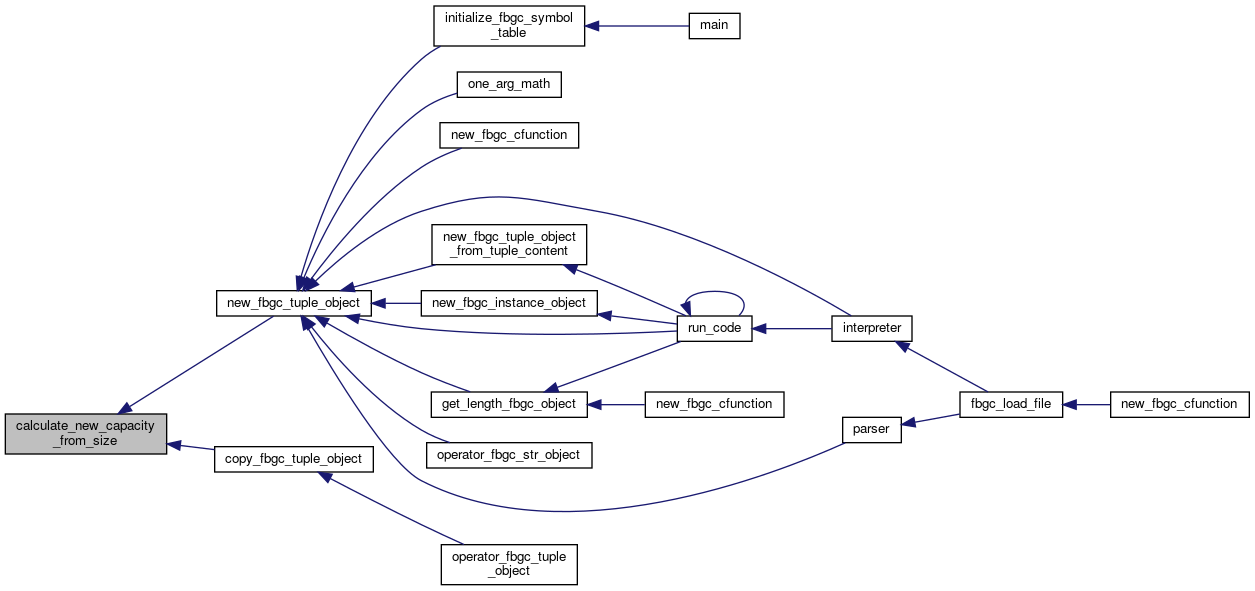 initialize_fbgc_symbol
_table
main
one_arg_math
new_fbgc_cfunction
new_fbgc_tuple_object
_from_tuple_content
new_fbgc_tuple_object
new_fbgc_instance_object
run_code
interpreter
get_length_fbgc_object
new_fbgc_cfunction
fbgc_load_file
new_fbgc_cfunction
calculate_new_capacity
_from_size
parser
operator_fbgc_str_object
copy_fbgc_tuple_object
operator_fbgc_tuple
_object